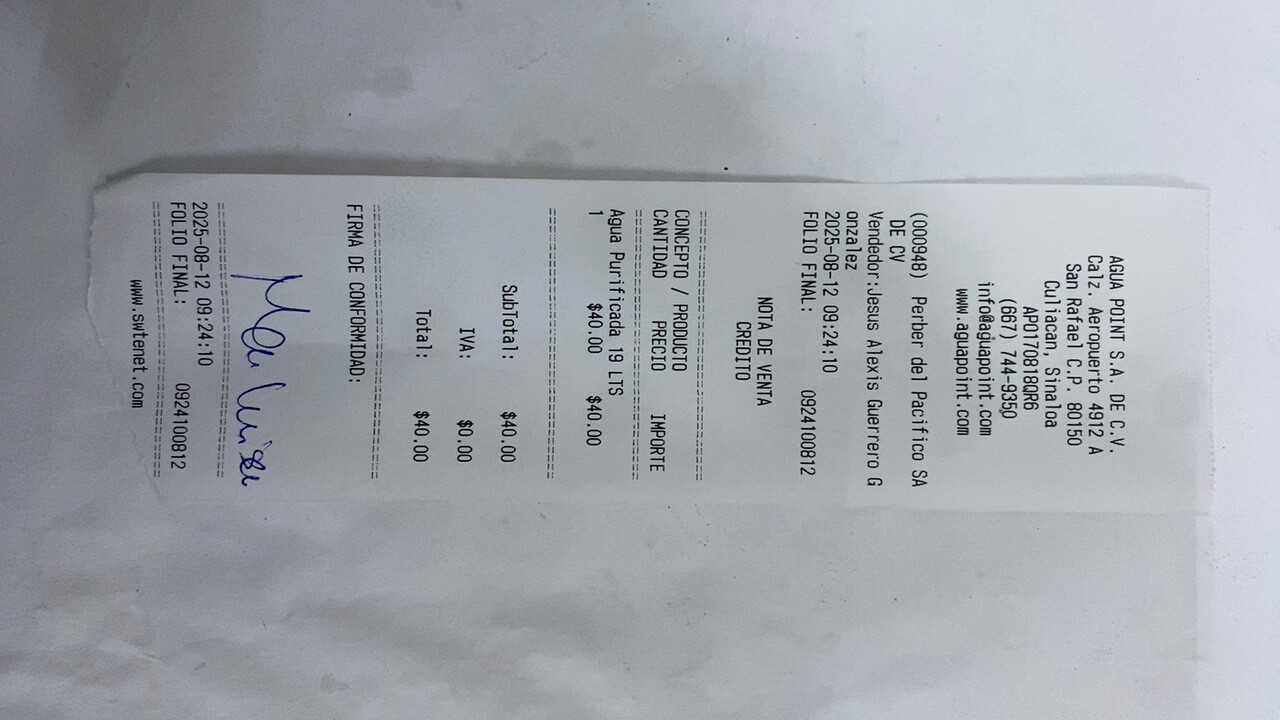 AGUA POINT S.A. DE C.V.
Calz. Aeropuerto 4912 A
San Rafael C.P. 80150
Culiacan, Sinaloa
APO170818QR6
(667) 744-9350
info@aguapoint.com
www.aguapoint.com
(000948) Perber del Pacifico SA
DE CV
Vendedor:Jesus Alexis Guerrero G
onzalez
2025-08-12 09:24:10
FOLIO FINAL: 0924100812
NOTA DE VENTA
CREDITO
================================
CONCEPTO / PRODUCTO
CANTIDAD PRECIO IMPORTE
================================
Agua Purificada 19 LTS
1 $40.00 $40.00
================================
SubTotal: $40.00
IVA: $0.00
Total: $40.00
================================
FIRMA DE CONFORMIDAD:
================================
2025-08-12 09:24:10
FOLIO FINAL: 0924100812
================================
www.swtenet.com